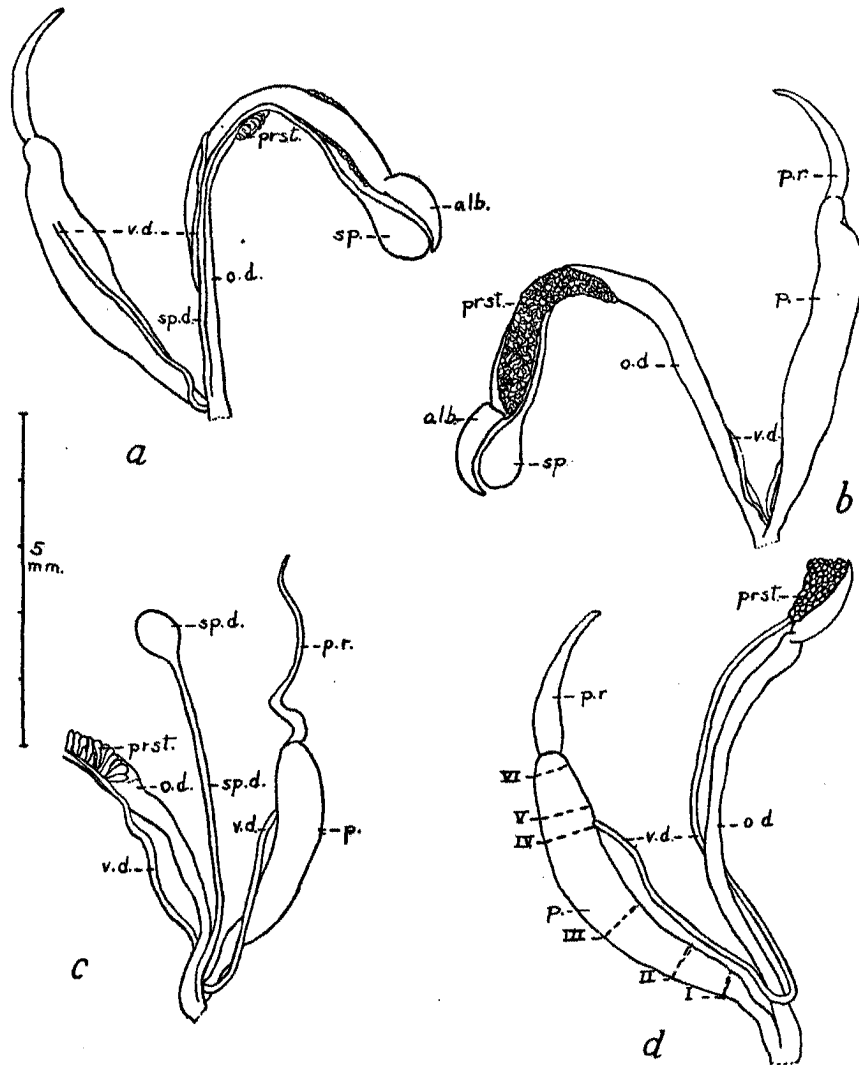 prst.
alb.
sp.
v.d.
o.d.
sp.d.
a
p.r.
p.
prst.
o.d
alb.
sp.
v.d.
b
5
mm.
sp.d.
p.r.
prst.
o.d.
sp.d.
v.d.
p.
v.d.
c
prst.
p.r
VI
V
IV
v.d.
o d
p.
III
II
I
d